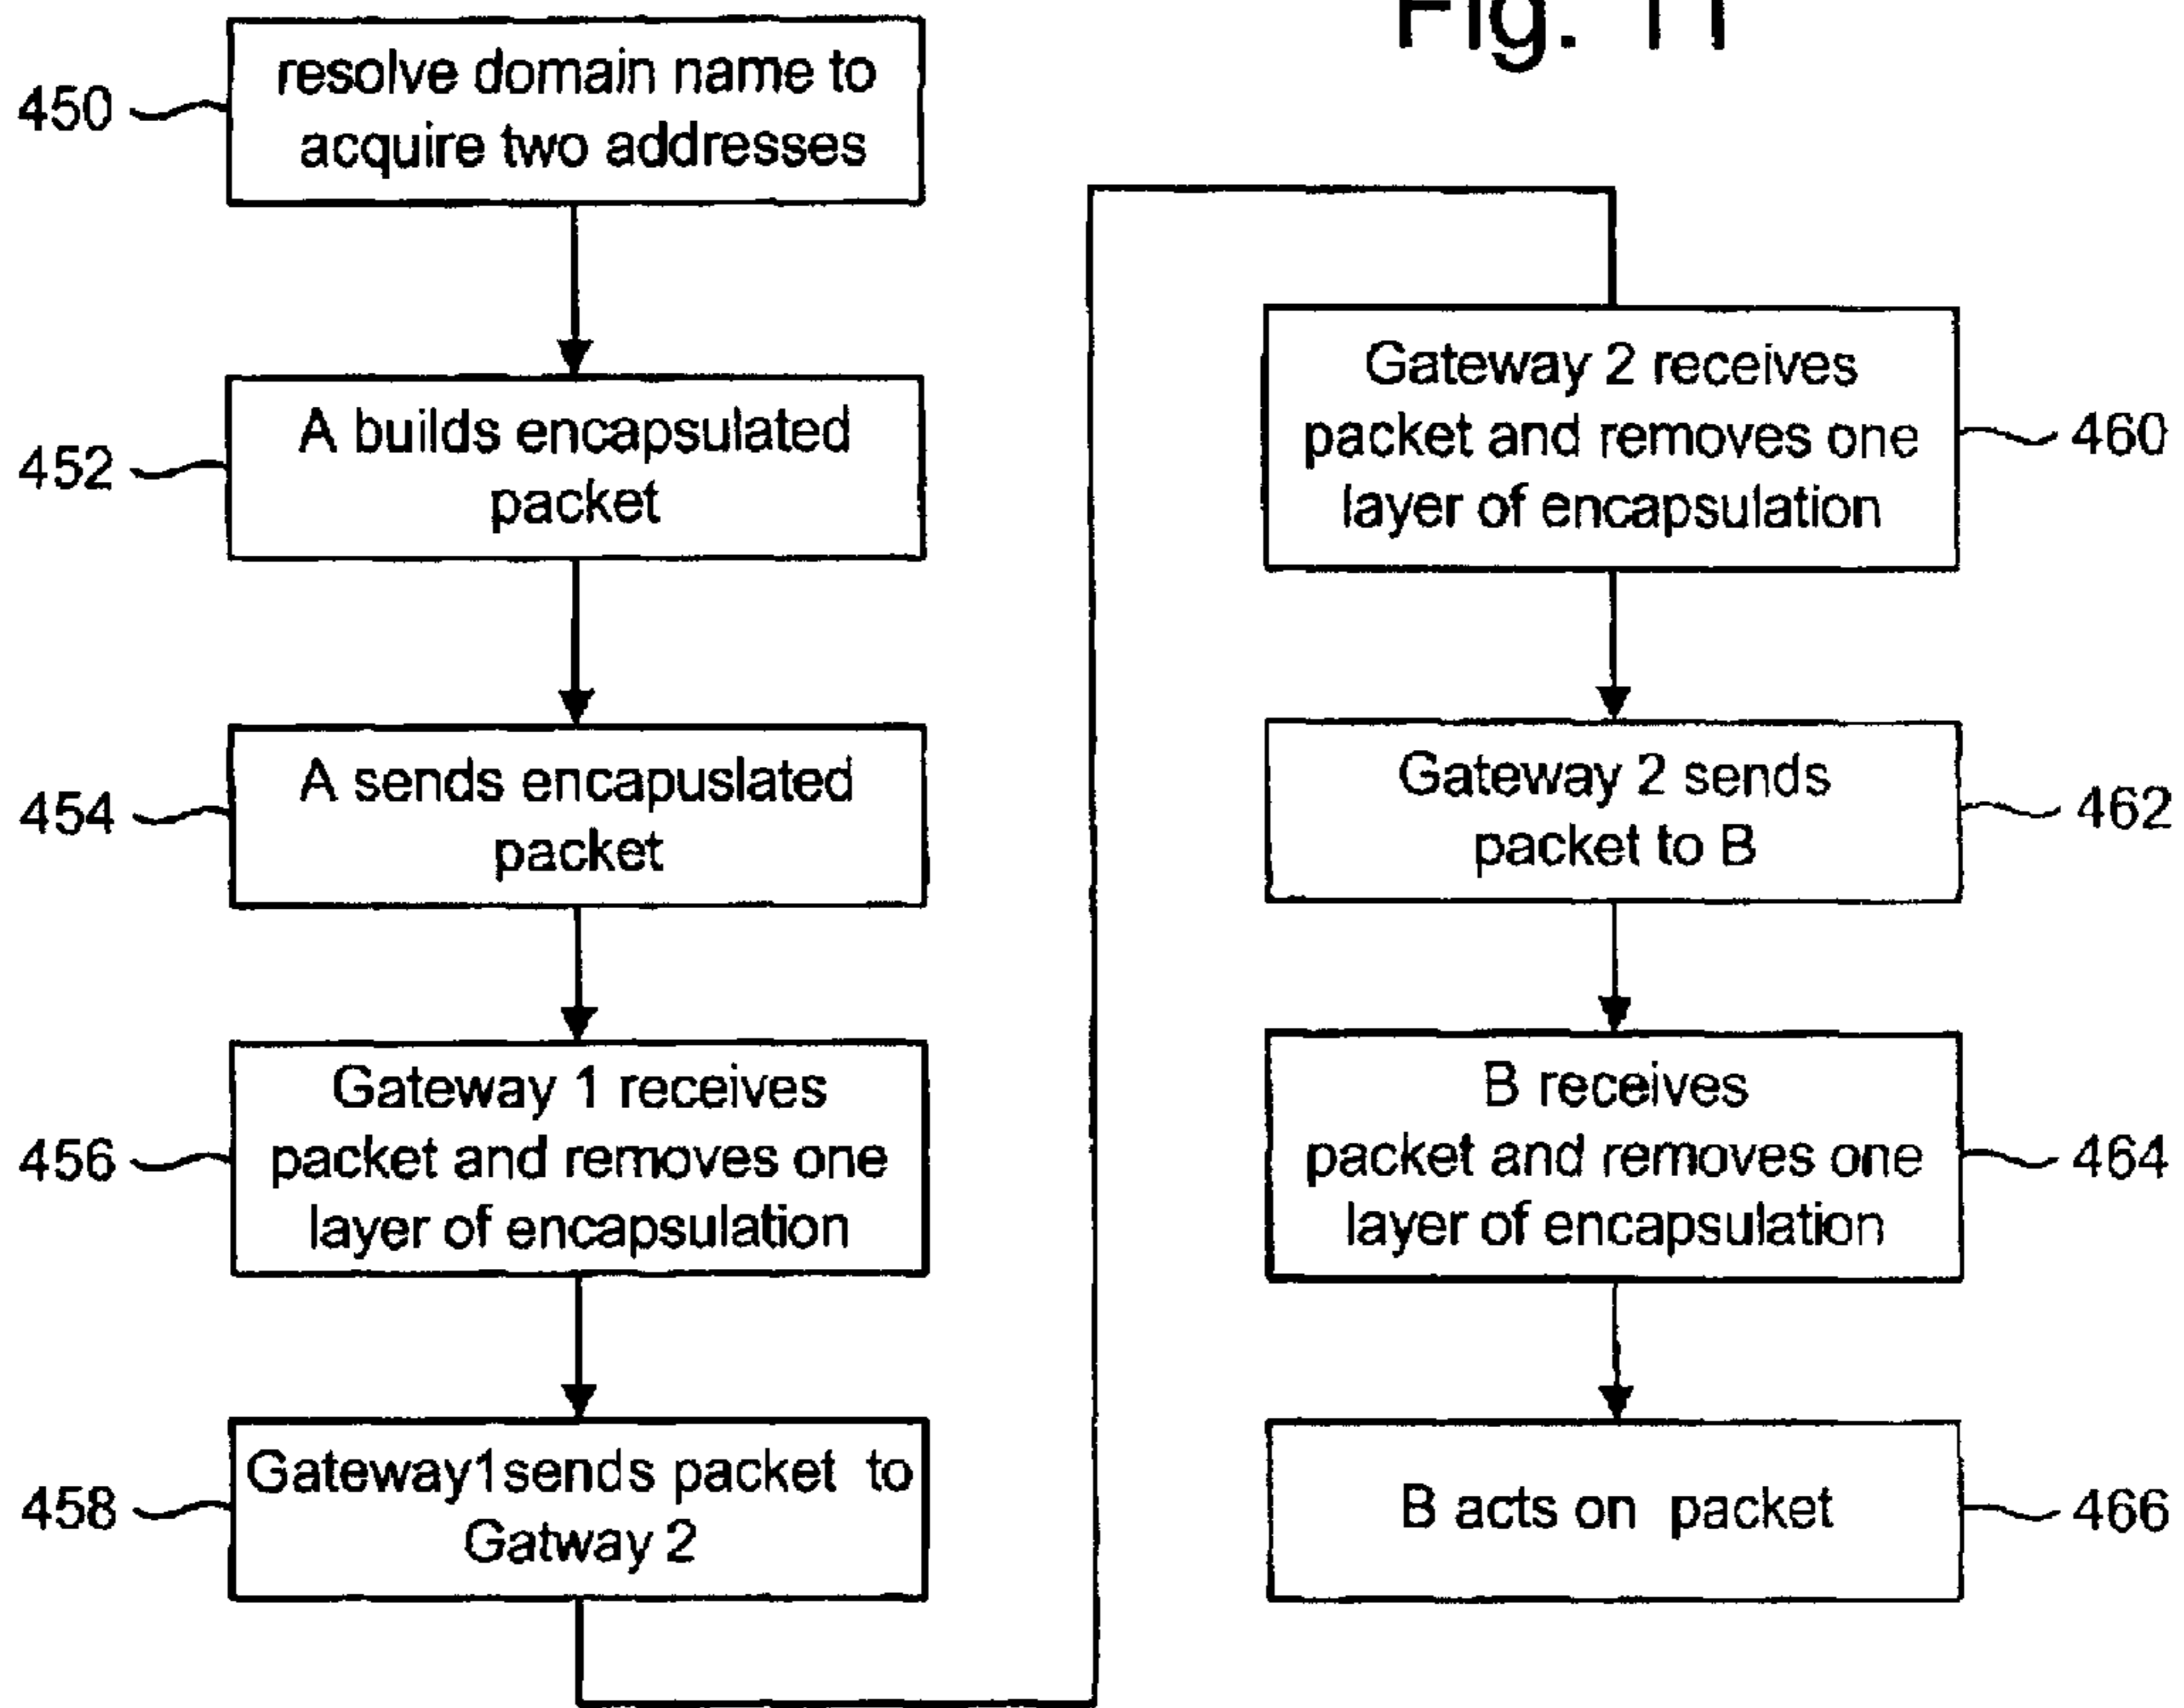 Fig. 11
450
resolve domain name to
acquire two addresses
452
A builds encapsulated
packet
454
A sends encapuslated
packet
456
Gateway 1 receives
packet and removes one
layer of encapsulation
458
Gateway1sends packet to
Gatway 2
Gateway 2 receives
packet and removes one
layer of encapsulation
460
Gateway 2 sends
packet to B
462
B receives
packet and removes one
layer of encapsulation
464
B acts on packet
466